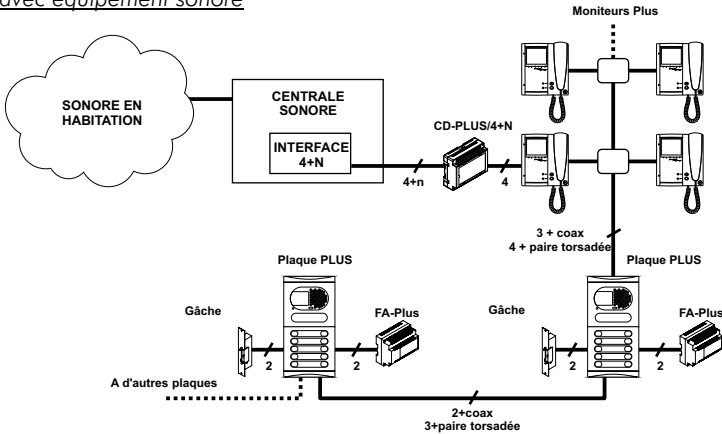 avec équipement sonore
Moniteurs Plus
SONORE EN
HABITATION
CENTRALE
SONORE
INTERFACE
4+N
CD-PLUS/4+N
4+n
4
3 + coax
4 + paire torsadée
Plaque PLUS
Plaque PLUS
Gâche
FA-Plus
Gâche
FA-Plus
2
2
2
2
A d'autres plaques
2+coax
3+paire torsadée